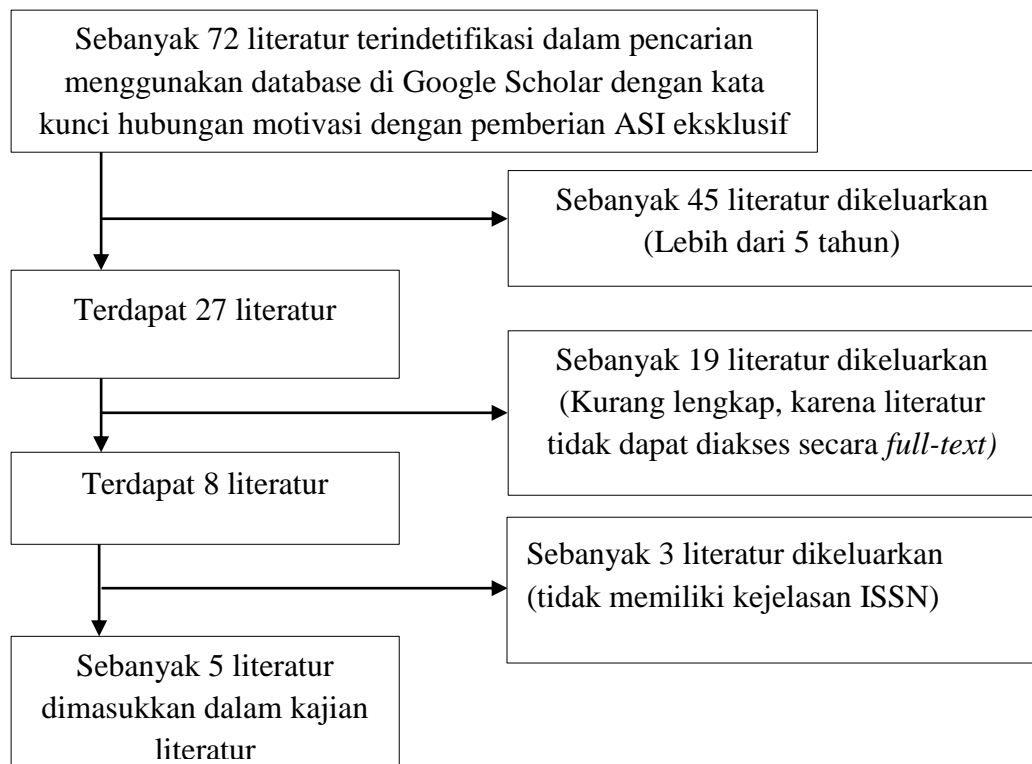 Sebanyak 72 literatur terindetifikasi dalam pencarian
menggunakan database di Google Scholar dengan kata
kunci hubungan motivasi dengan pemberian ASI eksklusif
Sebanyak 45 literatur dikeluarkan
(Lebih dari 5 tahun)
Terdapat 27 literatur
Sebanyak 19 literatur dikeluarkan
(Kurang lengkap, karena literatur
tidak dapat diakses secara full-text)
Terdapat 8 literatur
Sebanyak 3 literatur dikeluarkan
(tidak memiliki kejelasan ISSN)
Sebanyak 5 literatur
dimasukkan dalam kajian
literatur